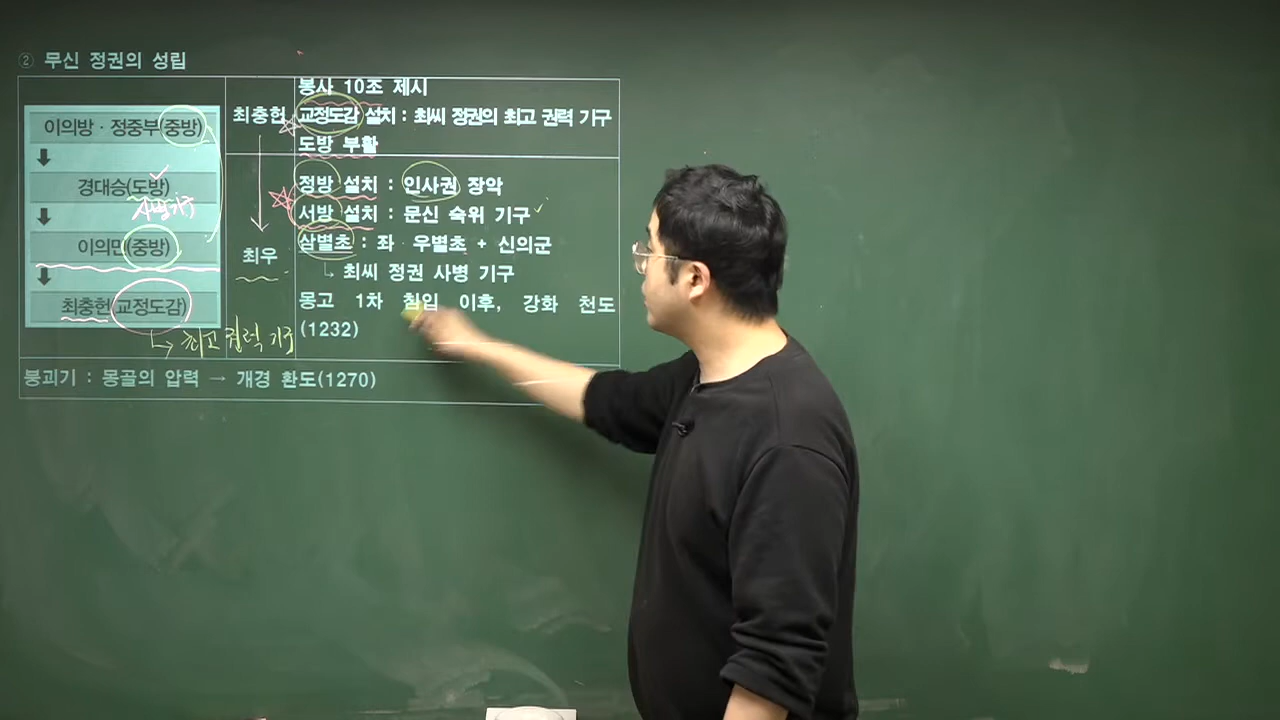 ② 무신 정권의 성립
이의방 · 정중부(중방)
경대승(도방)
사병기구
이의민(중방)
최충헌(교정도감)
→ 최고 권력 기구
최충헌
최우
봉사 10조 제시
교정도감 설치 : 최씨 정권의 최고 권력 기구
도방 부활
정방 설치 : 인사권 장악
서방 설치 : 문신 숙위 기구
삼별초 : 좌 · 우별초 + 신의군
최씨 정권 사병 기구
몽고 1차 침입 이후, 강화 천도
(1232)
붕괴기 : 몽골의 압력 → 개경 환도(1270)